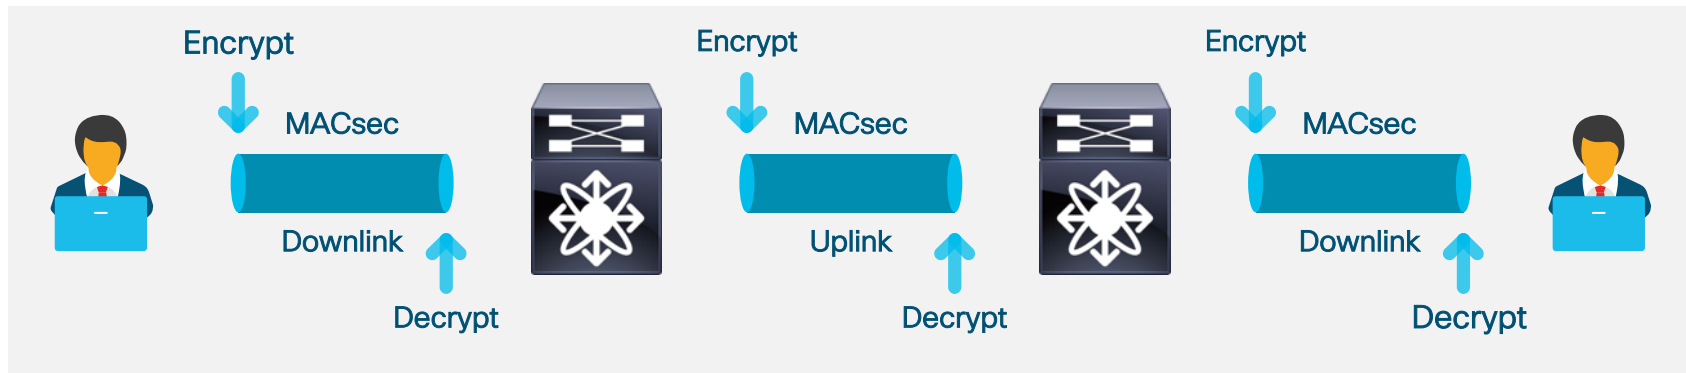 Encrypt
Encrypt
Encrypt
MACsec
MACsec
MACsec
Downlink
Uplink
Downlink
Decrypt
Decrypt
Decrypt